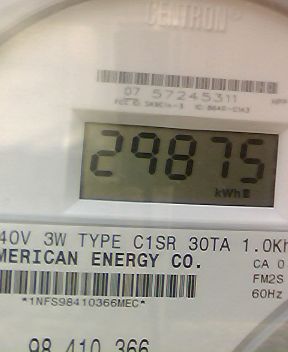 CENTRON®
07 57245311
29875
kWh
40V 3W TYPE C1SR 30TA 1.0Kh
MERICAN ENERGY CO.
CA 0
FM2S
*1NFS98410366MEC*
60Hz
98 410 366